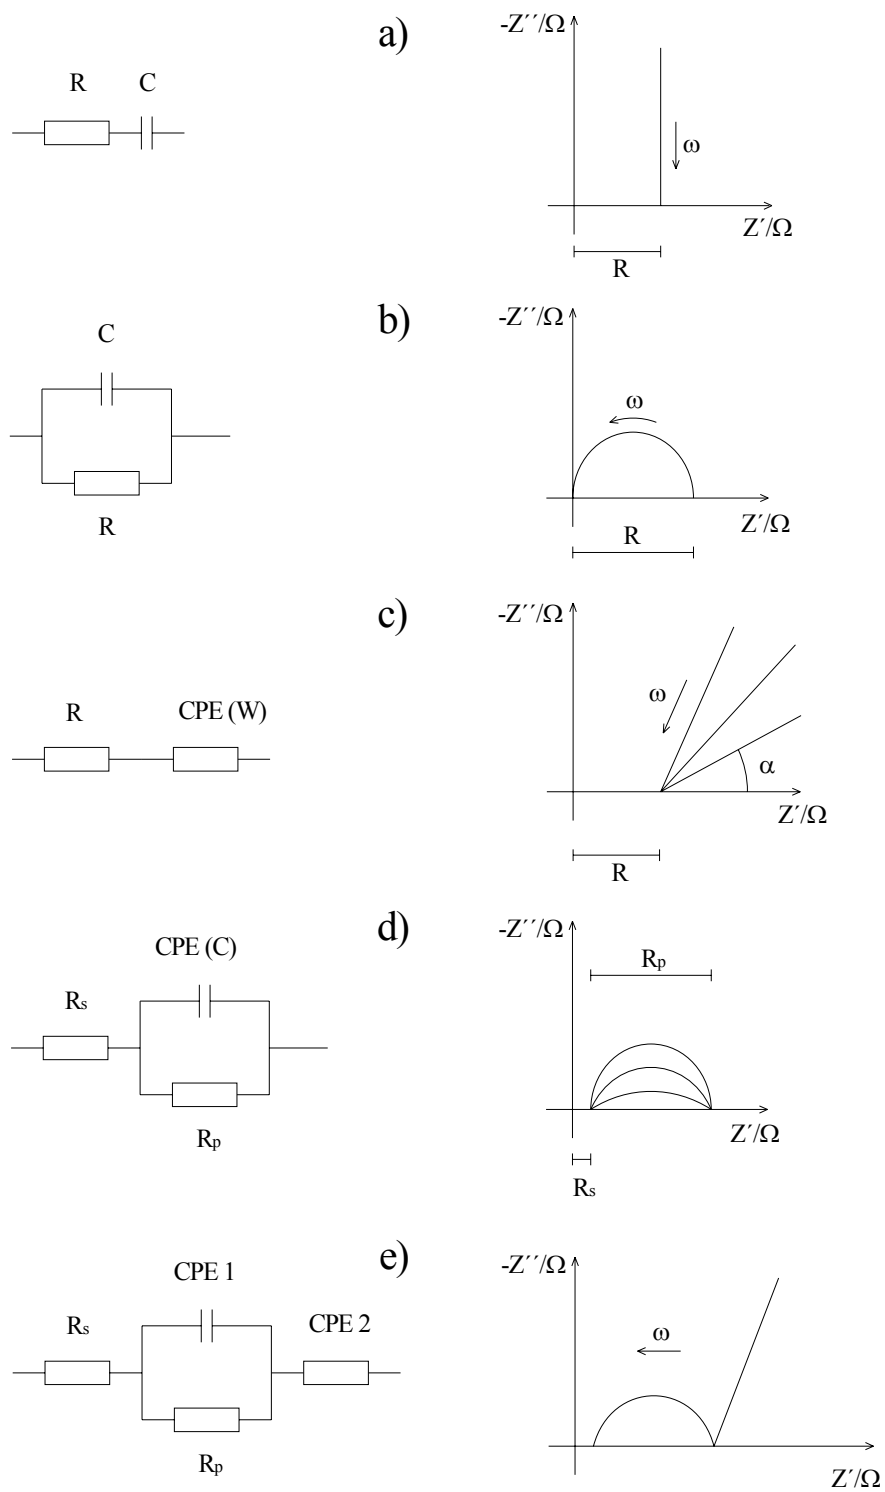 a)
R C
-Z´´/Ω
ω
Z´/Ω
R
b)
C
R
-Z´´/Ω
ω
Z´/Ω
R
c)
R CPE (W)
-Z´´/Ω
ω
α
Z´/Ω
R
d)
CPE (C)
Rs
Rp
-Z´´/Ω
Rp
Z´/Ω
Rs
e)
CPE 1
Rs CPE 2
Rp
-Z´´/Ω
ω
Z´/Ω